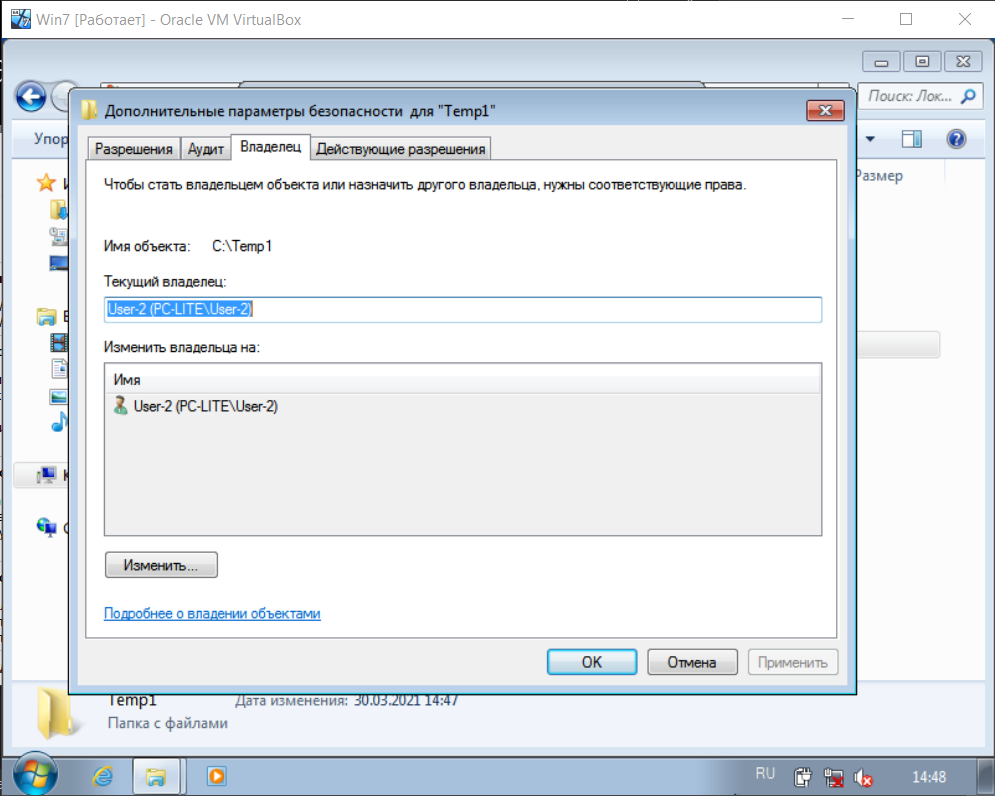 Win7 [Работает] - Oracle VM VirtualBox
Поиск: Лок...
Дополнительные параметры безопасности для "Temp1"
Упор
Разрешения Аудит Владелец Действующие разрешения
Размер
Чтобы стать владельцем объекта или назначить другого владельца, нужны соответствующие права.
Имя объекта: C:\Temp1
Текущий владелец:
User-2 (PC-LITE\User-2)
Изменить владельца на:
Имя
User-2 (PC-LITE\User-2)
Изменить...
Подробнее о владении объектами
ОК Отмена Применить
Temp1 Дата изменения: 30.03.2021 14:47
Папка с файлами
RU 14:48